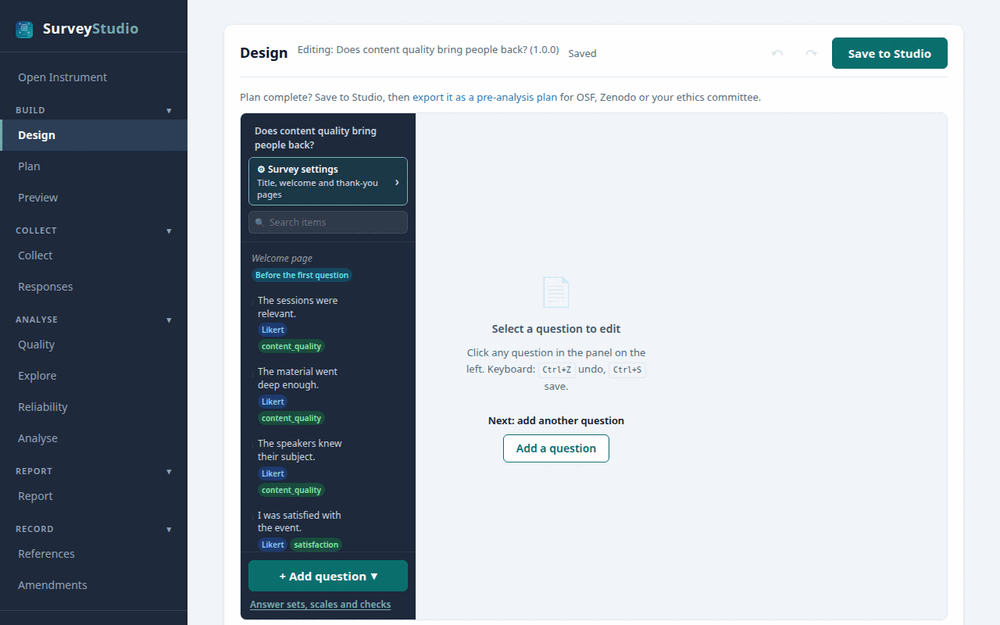 SurveyStudio
Open Instrument
BUILD ▼
Design
Plan
Preview
COLLECT ▼
Collect
Responses
ANALYSE ▼
Quality
Explore
Reliability
Analyse
REPORT ▼
Report
RECORD ▼
References
Amendments
Design Editing: Does content quality bring people back? (1.0.0) Saved
Save to Studio
Plan complete? Save to Studio, then export it as a pre-analysis plan for OSF, Zenodo or your ethics committee.
Does content quality bring
people back?
⚙ Survey settings
Title, welcome and thank-you
pages
›
Search items
Welcome page
Before the first question
The sessions were
relevant.
Likert
content_quality
The material went
deep enough.
Likert
content_quality
The speakers knew
their subject.
Likert
content_quality
I was satisfied with
the event.
Likert satisfaction
+ Add question ▼
Answer sets, scales and checks
Select a question to edit
Click any question in the panel on the
left. Keyboard: Ctrl+Z undo, Ctrl+S
save.
Next: add another question
Add a question